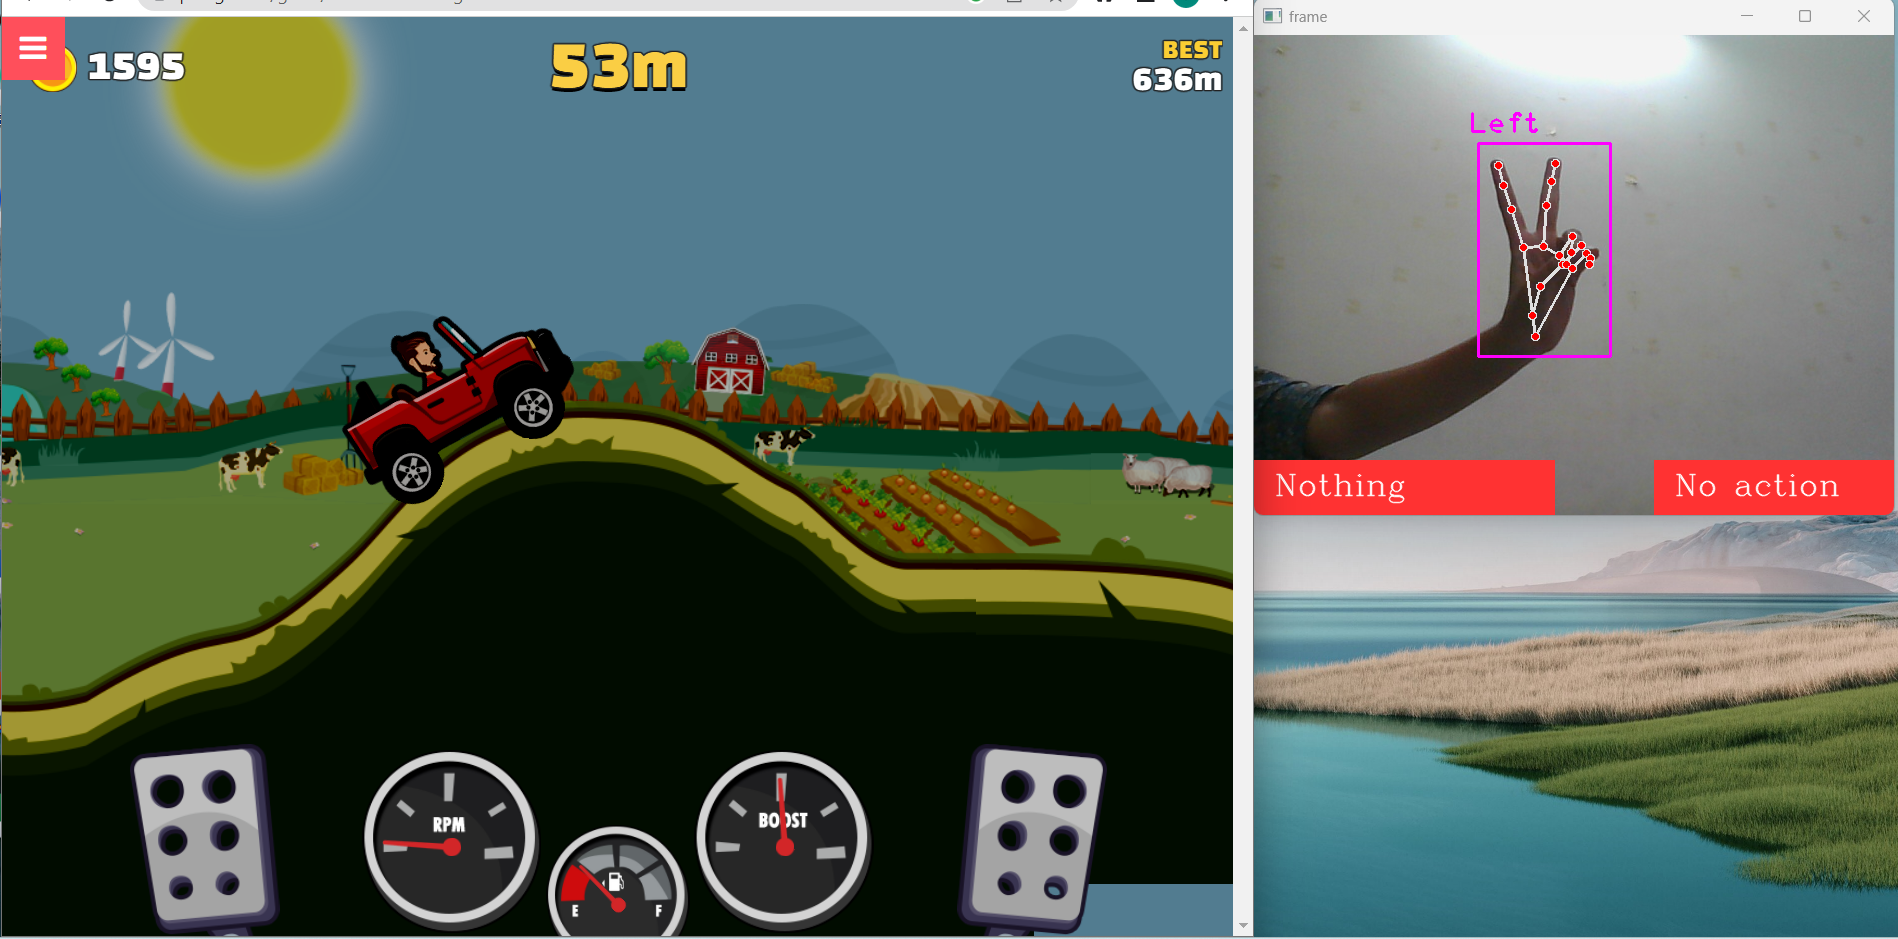 1595
53m
BEST
636m
RPM
BOOST
E
F
frame
Left
Nothing
No action